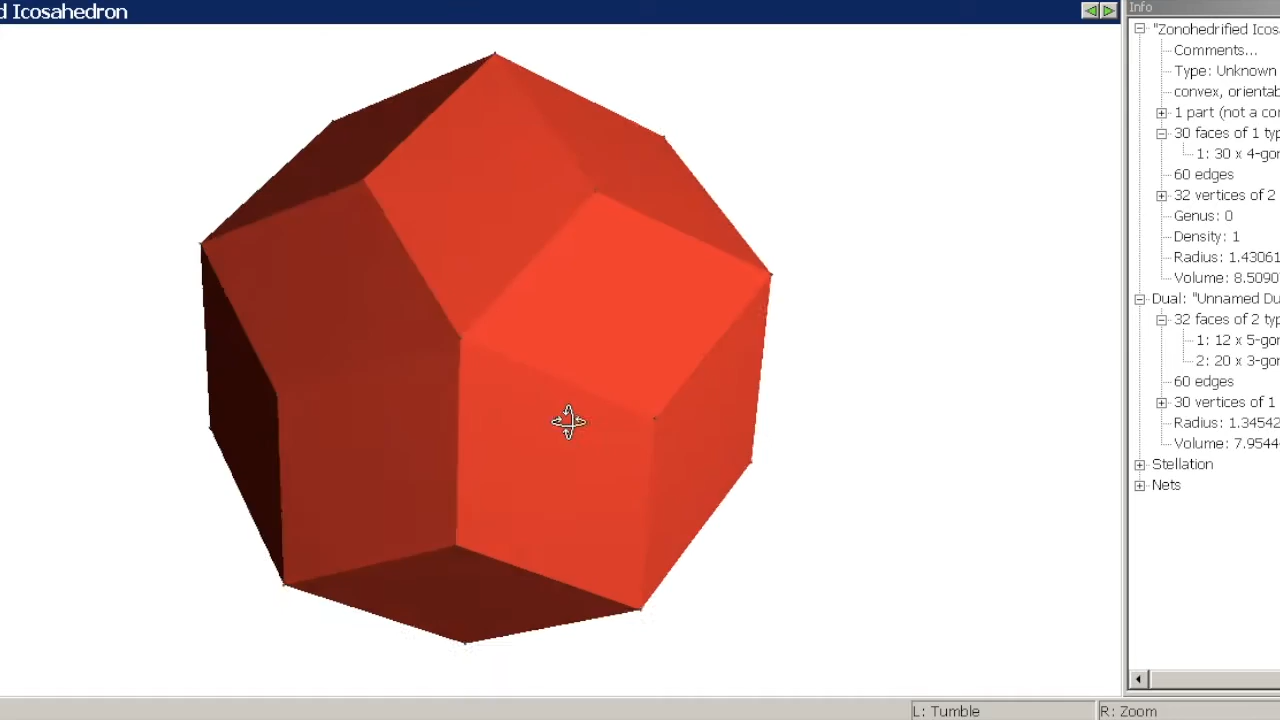 d Icosahedron
Info
"Zonohedrified Icos
Comments...
Type: Unknown
convex, orientab
1 part (not a cor
30 faces of 1 typ
1: 30 x 4-gor
60 edges
32 vertices of 2
Genus: 0
Density: 1
Radius: 1.43061
Volume: 8.5090
Dual: "Unnamed Du
32 faces of 2 typ
1: 12 x 5-gor
2: 20 x 3-gor
60 edges
30 vertices of 1
Radius: 1.34542
Volume: 7.9544
Stellation
Nets
L: Tumble
R: Zoom